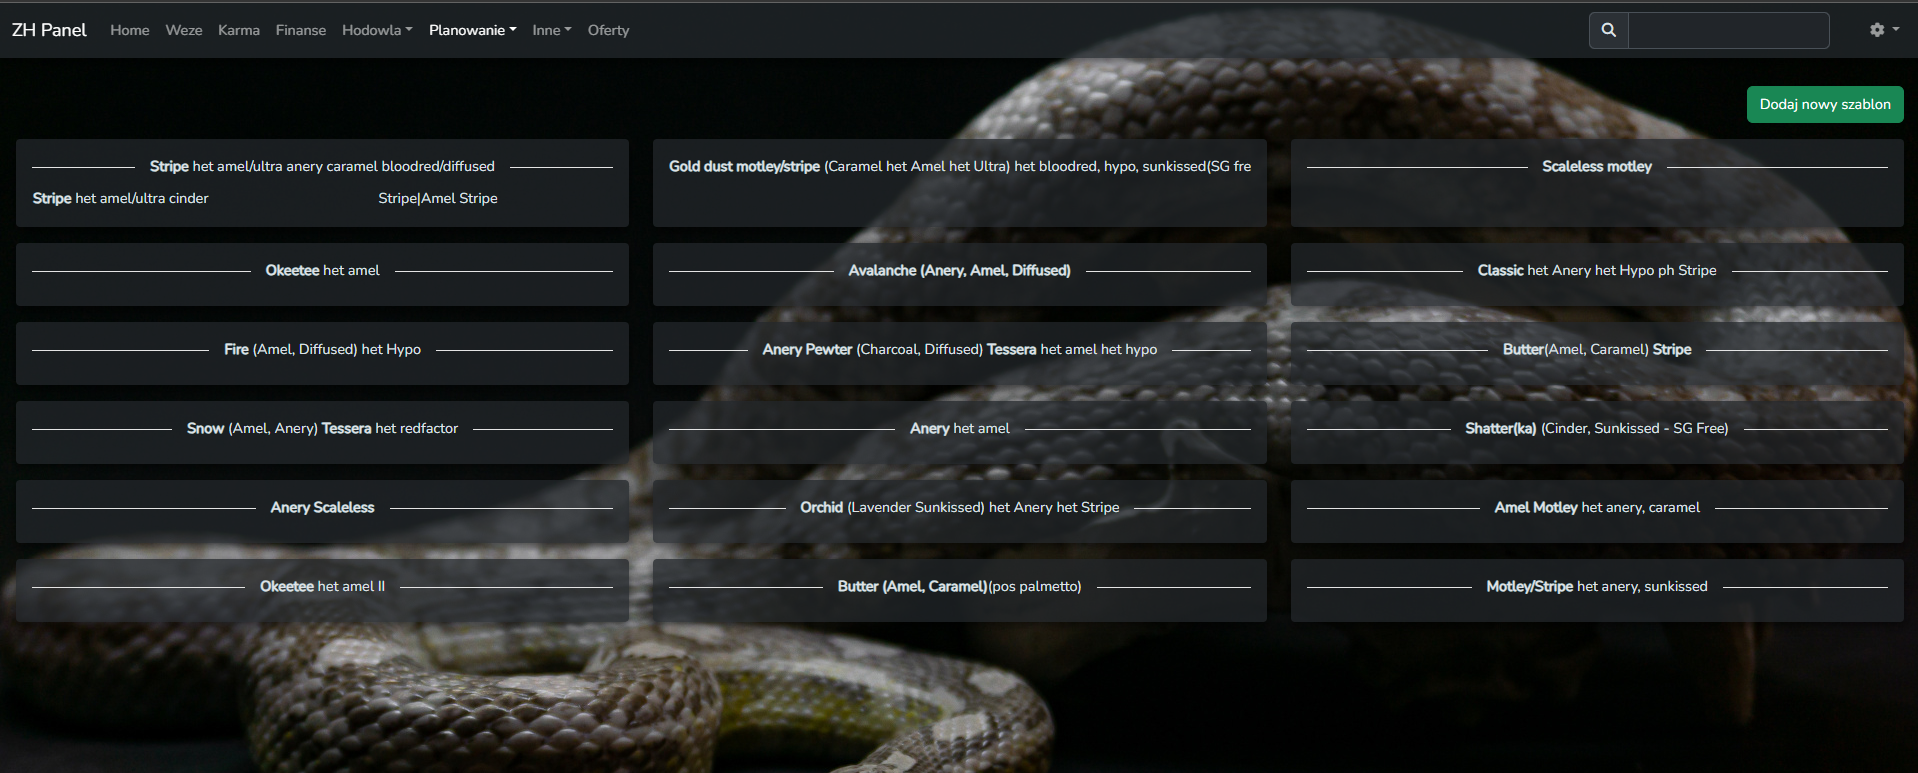 ZH Panel Home Weze Karma Finanse Hodowla Planowanie Inne Oferty
Dodaj nowy szablon
Stripe het amel/ultra anery caramel bloodred/diffused
Stripe het amel/ultra cinder
Stripe|Amel Stripe
Gold dust motley/stripe (Caramel het Amel het Ultra) het bloodred, hypo, sunkissed(SG fre
Scaleless motley
Okeetee het amel
Avalanche (Anery, Amel, Diffused)
Classic het Anery het Hypo ph Stripe
Fire (Amel, Diffused) het Hypo
Anery Pewter (Charcoal, Diffused) Tessera het amel het hypo
Butter(Amel, Caramel) Stripe
Snow (Amel, Anery) Tessera het redfactor
Anery het amel
Shatter(ka) (Cinder, Sunkissed - SG Free)
Anery Scaleless
Orchid (Lavender Sunkissed) het Anery het Stripe
Amel Motley het anery, caramel
Okeetee het amel II
Butter (Amel, Caramel)(pos palmetto)
Motley/Stripe het anery, sunkissed